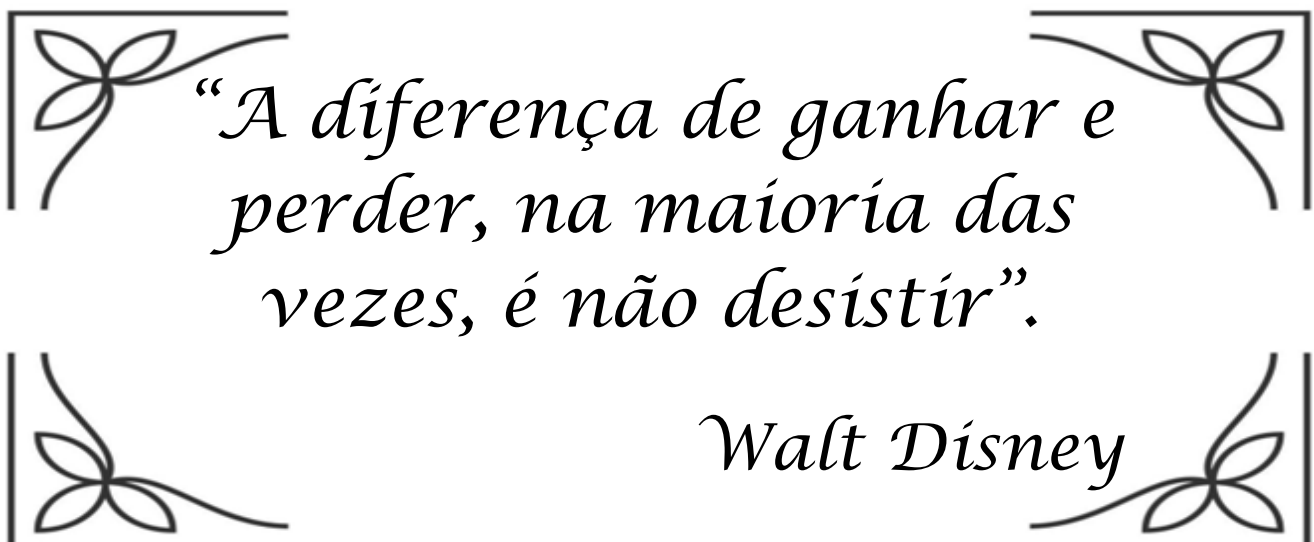 “A diferença de ganhar e
perder, na maioria das
vezes, é não desistir”.
Walt Disney